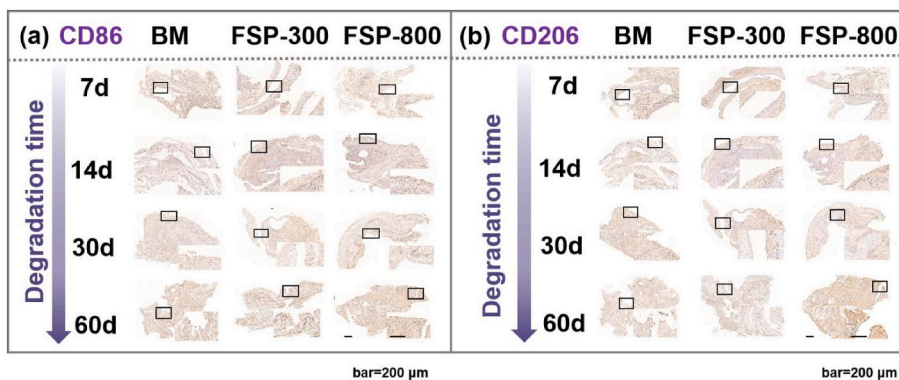 (a) CD86 BM FSP-300 FSP-800
Degradation time
7d
14d
30d
60d
bar=200 μm
(b) CD206 BM FSP-300 FSP-800
Degradation time
7d
14d
30d
60d
bar=200 μm